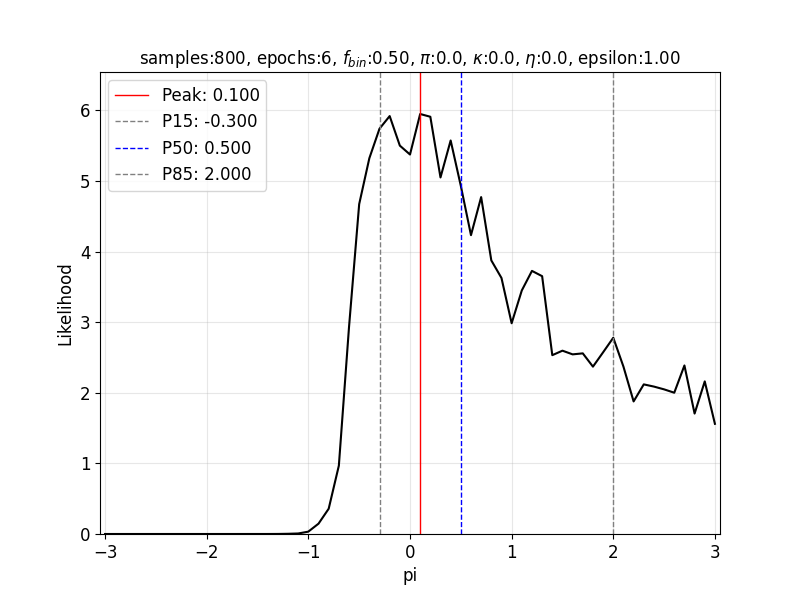 samples:800, epochs:6, f_bin:0.50, π:0.0, κ:0.0, η:0.0, epsilon:1.00
Peak: 0.100
P15: -0.300
P50: 0.500
P85: 2.000
6
5
4
3
2
1
0
Likelihood
−3 −2 −1 0 1 2 3
pi